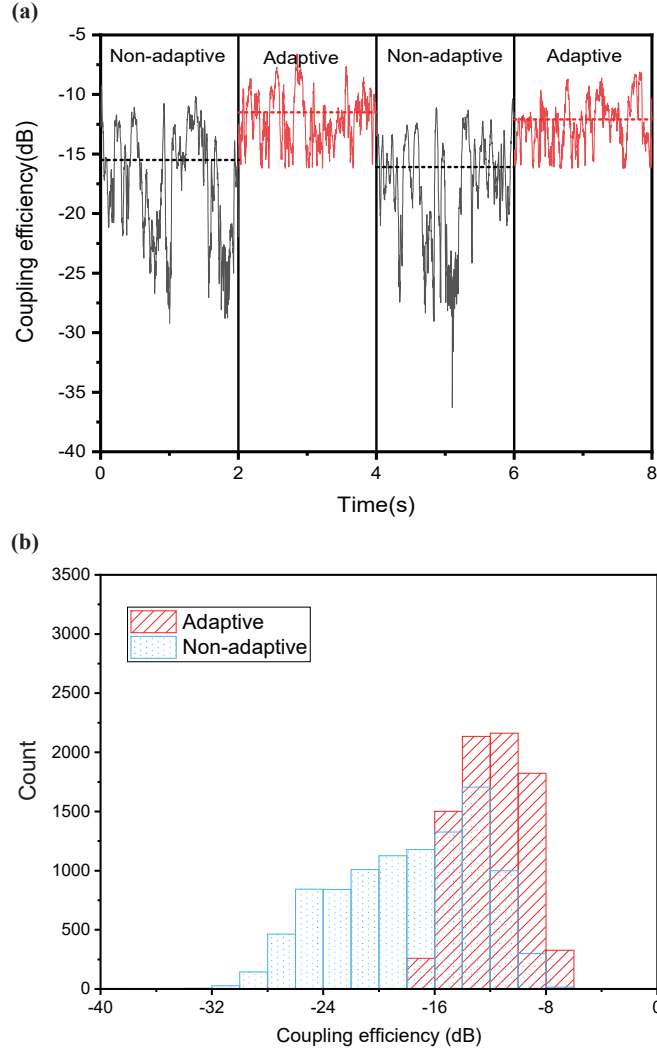 (a)
-5
Non-adaptive
Adaptive
Non-adaptive
Adaptive
-10
-15
-20
-25
-30
-35
-40
Coupling efficiency(dB)
0
2
4
6
8
Time(s)
(b)
3500
3000
2500
2000
1500
1000
500
0
Count
Adaptive
Non-adaptive
-40
-32
-24
-16
-8
0
Coupling efficiency (dB)